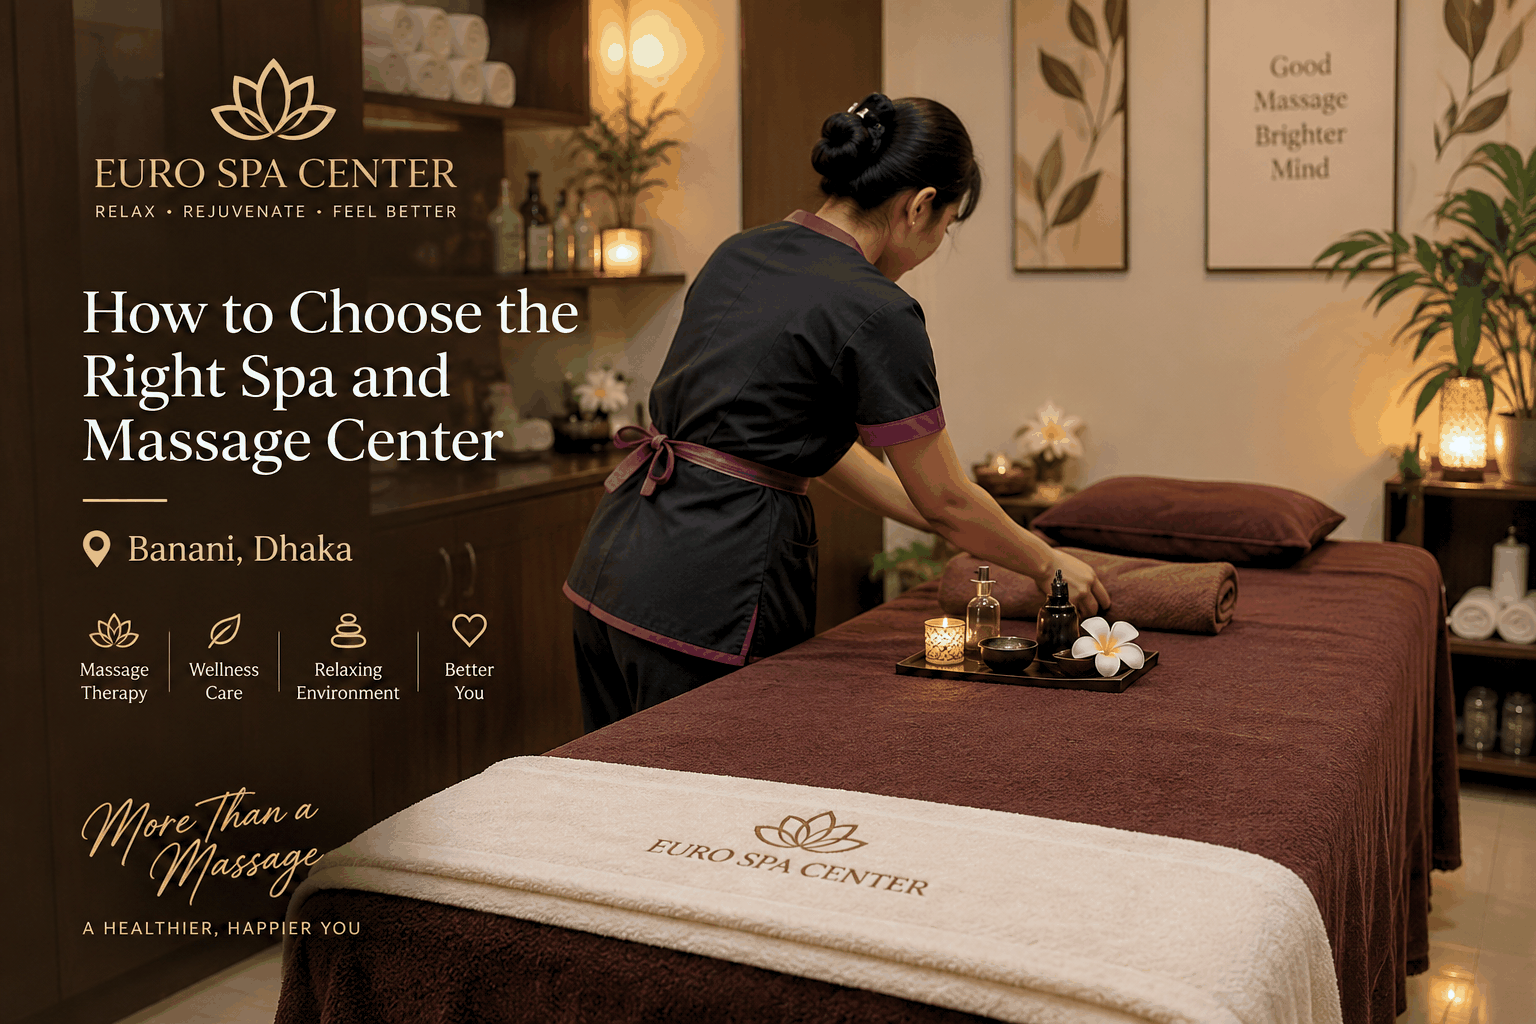 EURO SPA CENTER
RELAX • REJUVENATE • FEEL BETTER
How to Choose the
Right Spa and
Massage Center
Banani, Dhaka
Massage
Therapy
Wellness
Care
Relaxing
Environment
Better
You
More Than a
Massage
A HEALTHIER, HAPPIER YOU
Good
Massage
Brighter
Mind
EURO SPA CENTER